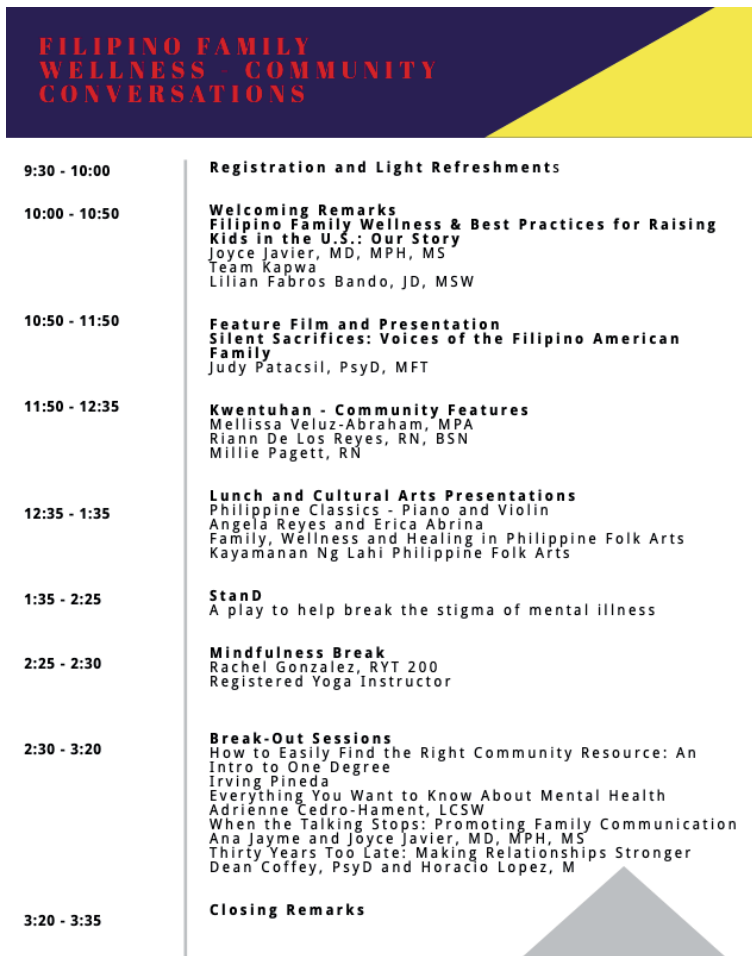 FILIPINO FAMILY
WELLNESS - COMMUNITY
CONVERSATIONS
9:30 - 10:00
Registration and Light Refreshments
10:00 - 10:50
Welcoming Remarks
Filipino Family Wellness & Best Practices for Raising
Kids in the U.S.: Our Story
Joyce Javier, MD, MPH, MS
Team Kapwa
Lilian Fabros Bando, JD, MSW
10:50 - 11:50
Feature Film and Presentation
Silent Sacrifices: Voices of the Filipino American
Family
Judy Patacsil, PsyD, MFT
11:50 - 12:35
Kwentuhan - Community Features
Mellissa Veluz-Abraham, MPA
Riann De Los Reyes, RN, BSN
Millie Pagett, RN
12:35 - 1:35
Lunch and Cultural Arts Presentations
Philippine Classics - Piano and Violin
Angela Reyes and Erica Abrina
Family, Wellness and Healing in Philippine Folk Arts
Kayamanan Ng Lahi Philippine Folk Arts
1:35 - 2:25
StanD
A play to help break the stigma of mental illness
2:25 - 2:30
Mindfulness Break
Rachel Gonzalez, RYT 200
Registered Yoga Instructor
2:30 - 3:20
Break-Out Sessions
How to Easily Find the Right Community Resource: An
Intro to One Degree
Irving Pineda
Everything You Want to Know About Mental Health
Adrienne Cedro-Hament, LCSW
When the Talking Stops: Promoting Family Communication
Ana Jayme and Joyce Javier, MD, MPH, MS
Thirty Years Too Late: Making Relationships Stronger
Dean Coffey, PsyD and Horacio Lopez, M
3:20 - 3:35
Closing Remarks